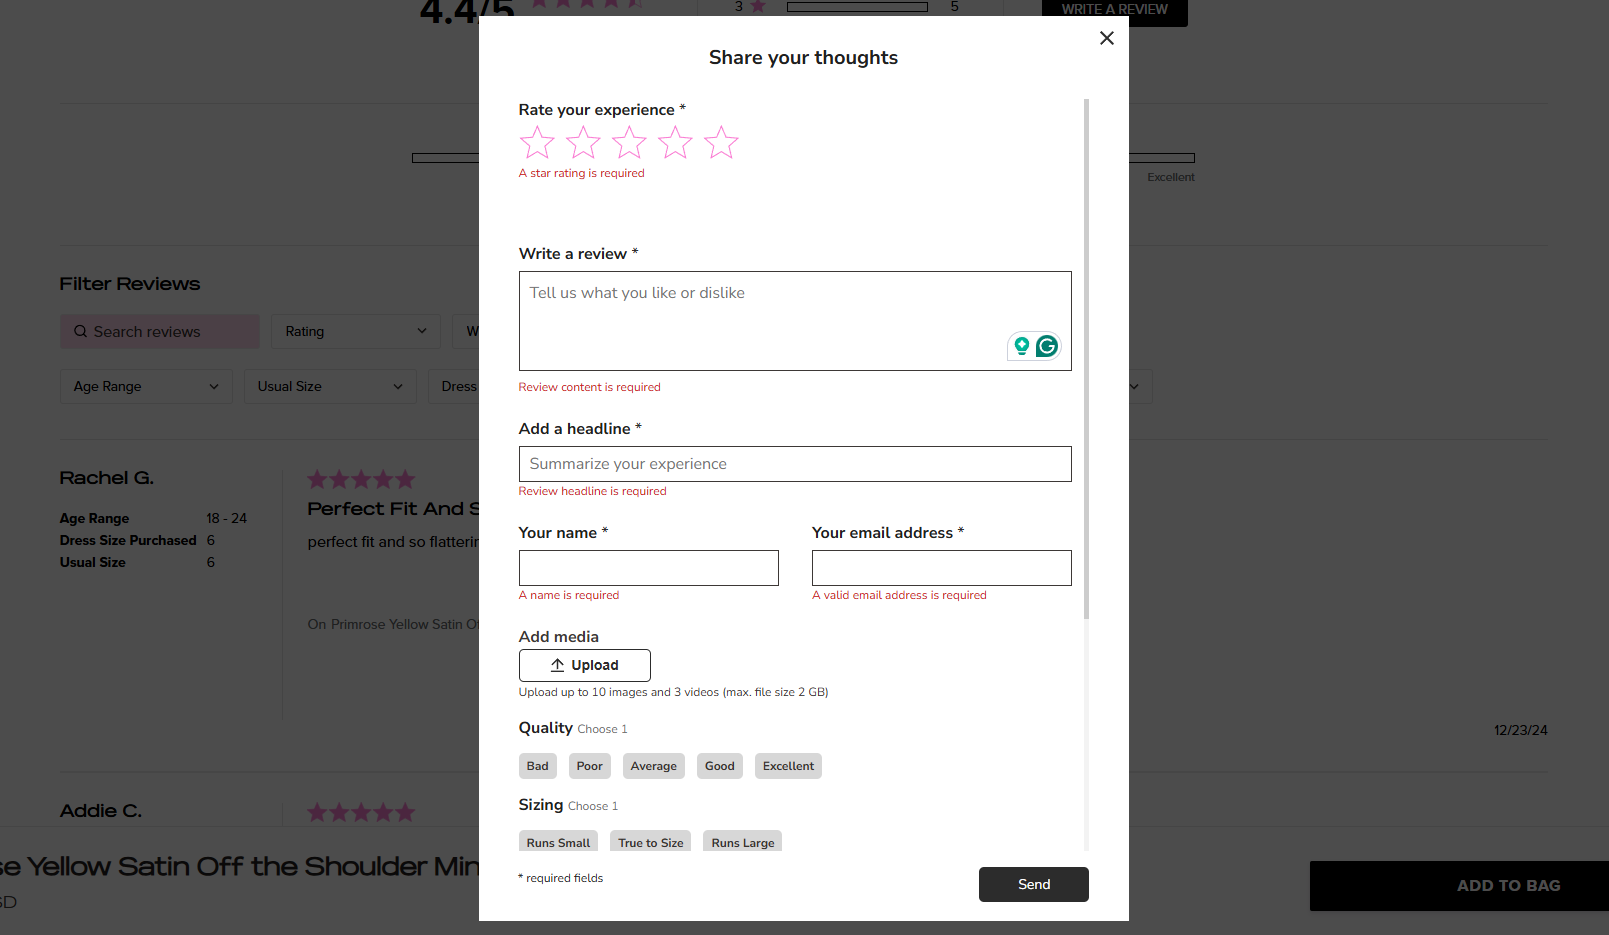 4.4/5
3
5
WRITE A REVIEW
Share your thoughts
Rate your experience *
A star rating is required
Excellent
Write a review *
Tell us what you like or dislike
Review content is required
Filter Reviews
Search reviews
Rating
W
Age Range
Usual Size
Dress
Add a headline *
Summarize your experience
Review headline is required
Your name *
Your email address *
A name is required
A valid email address is required
Add media
Upload
Upload up to 10 images and 3 videos (max. file size 2 GB)
Quality Choose 1
Bad
Poor
Average
Good
Excellent
Sizing Choose 1
Runs Small
True to Size
Runs Large
* required fields
Send
Rachel G.
Age Range 18 - 24
Dress Size Purchased 6
Usual Size 6
Perfect Fit And S
perfect fit and so flatterin
On Primrose Yellow Satin Of
12/23/24
Addie C.
se Yellow Satin Off the Shoulder Min
SD
ADD TO BAG